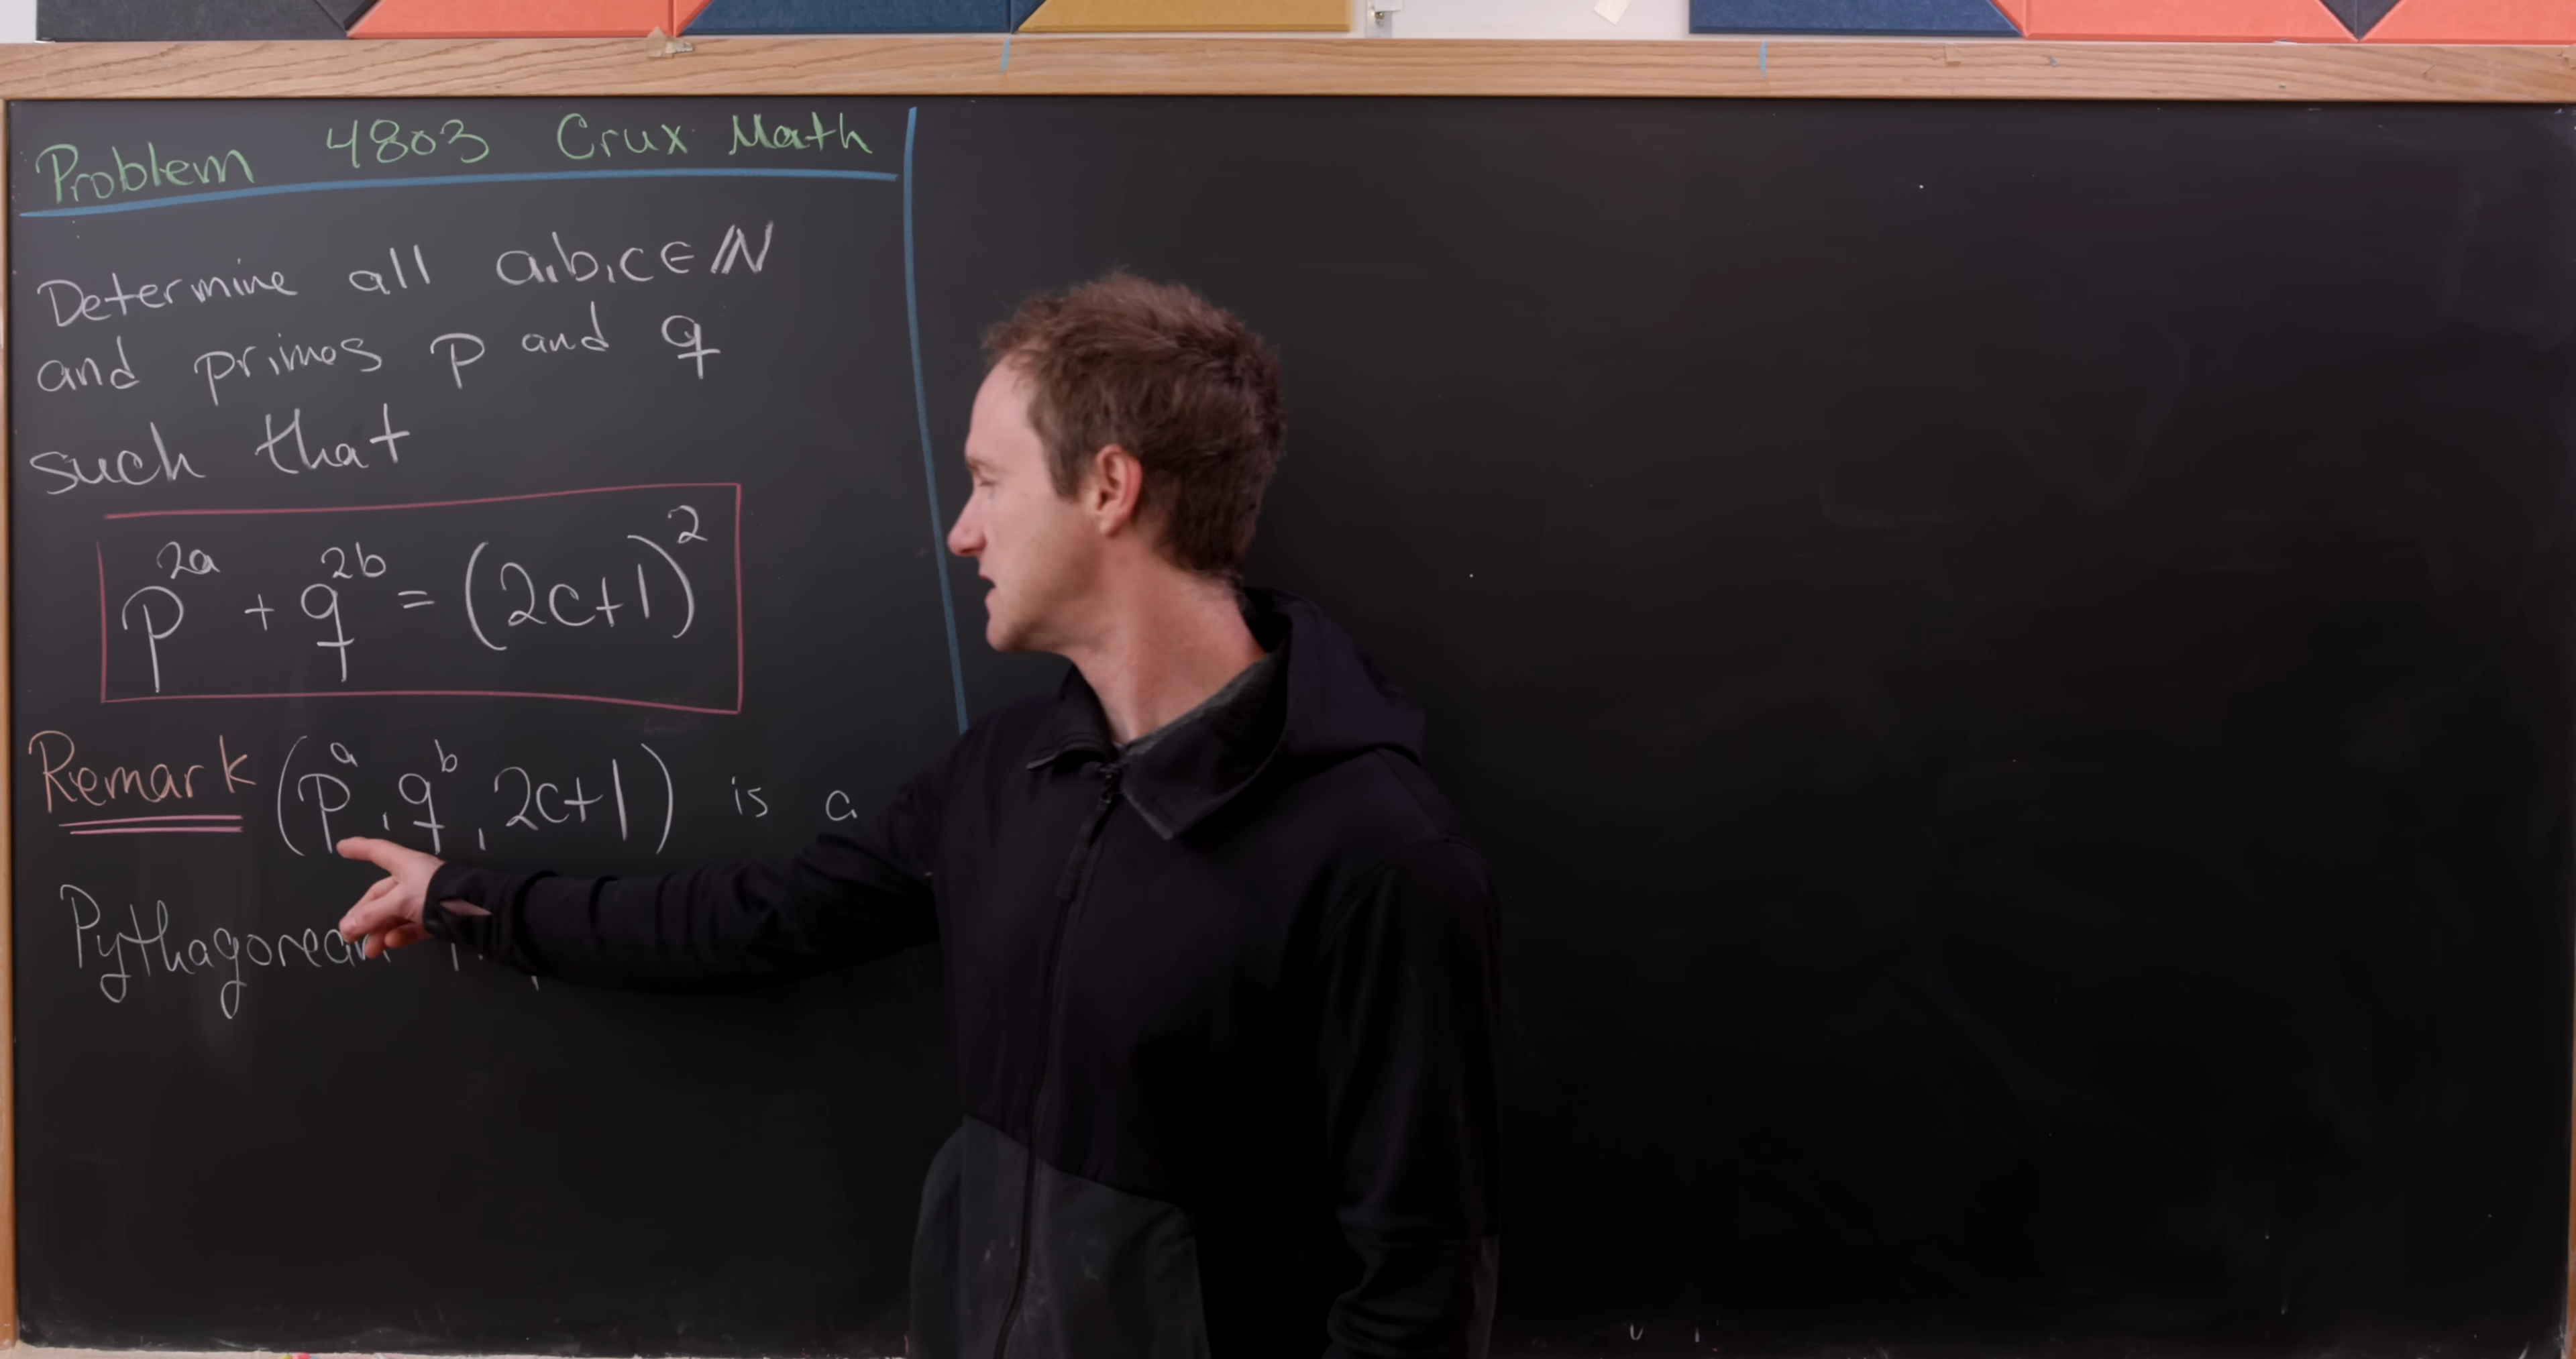 Problem 4803 Crux Math
Determine all a,b,c ∈ ℕ
and primes p and q
such that
p^{2a} + q^{2b} = (2c+1)^2
Remark (p^a, q^b, 2c+1) is a
Pythagorean